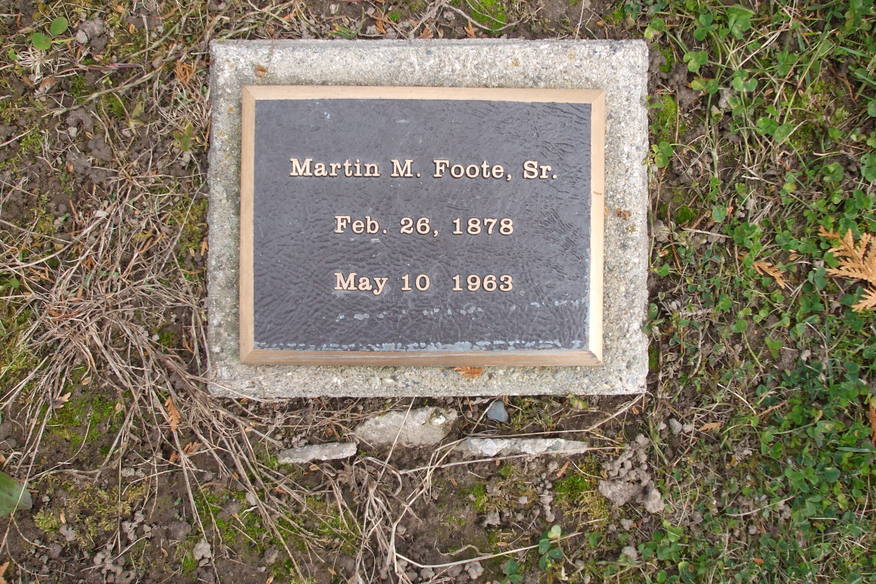 Martin M. Foote, Sr.
Feb. 26, 1878
May 10 1963